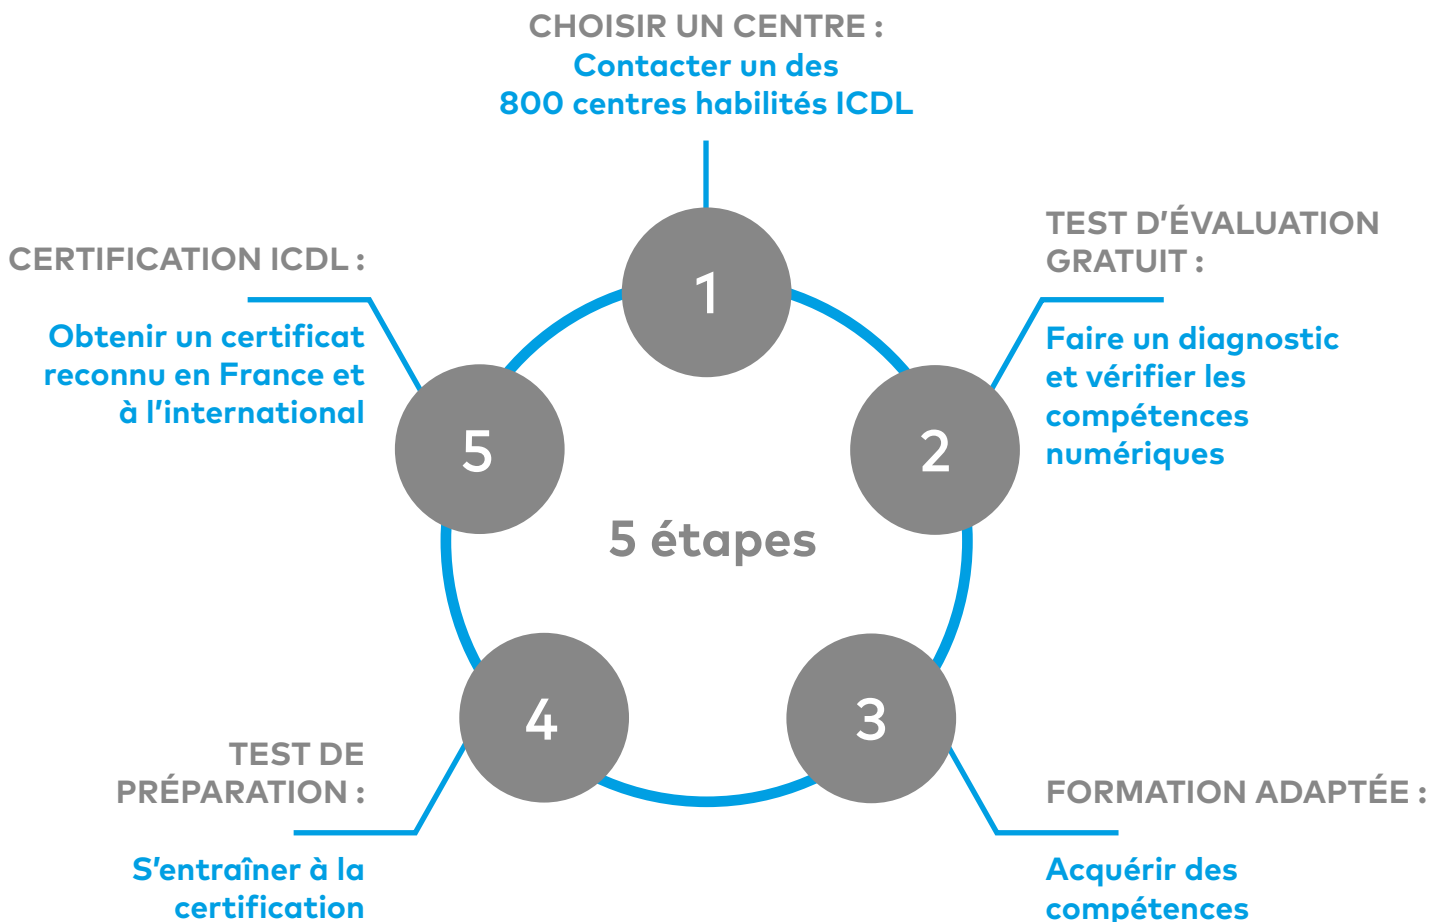 CHOISIR UN CENTRE :
Contacter un des
800 centres habilités ICDL
1
TEST D’ÉVALUATION
GRATUIT :
Faire un diagnostic
et vérifier les
compétences
numériques
2
5 étapes
3
FORMATION ADAPTÉE :
Acquérir des
compétences
4
TEST DE
PRÉPARATION :
S’entraîner à la
certification
5
CERTIFICATION ICDL :
Obtenir un certificat
reconnu en France et
à l’international